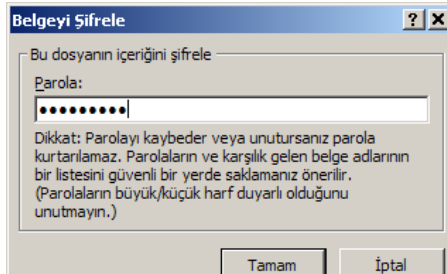 Belgeyi Şifrele
Bu dosyanın içeriğini şifrele
Parola:
●●●●●●●●●
Dikkat: Parolayı kaybeder veya unutursanız parola
kurtarılamaz. Parolaların ve karşılık gelen belge adlarının
bir listesini güvenli bir yerde saklamanız önerilir.
(Parolaların büyük/küçük harf duyarlı olduğunu
unutmayın.)
Tamam
İptal